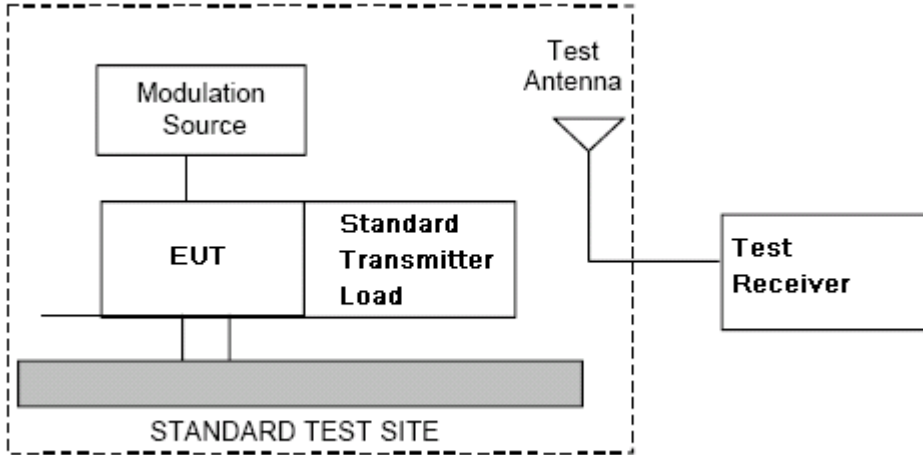 Test
Antenna
Modulation
Source
EUT
Standard
Transmitter
Load
Test
Receiver
STANDARD TEST SITE